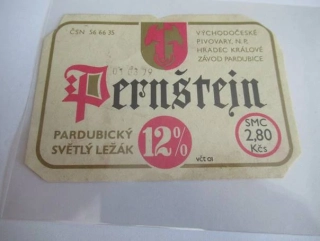 ČSN 56 66 35
VÝCHODOČESKÉ
PIVOVARY, N.P.
HRADEC KRÁLOVÉ
ZÁVOD PARDUBICE
Pernštejn
PARDUBICKÝ
SVĚTLÝ LEŽÁK
12%
VČT 01
SMC
2,80
Kčs